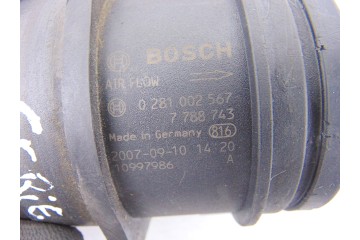 BOSCH
AIR FLOW
0 281 002 567
7 788 743
Made in Germany 816
2007-09-10 14 20
10997986 A